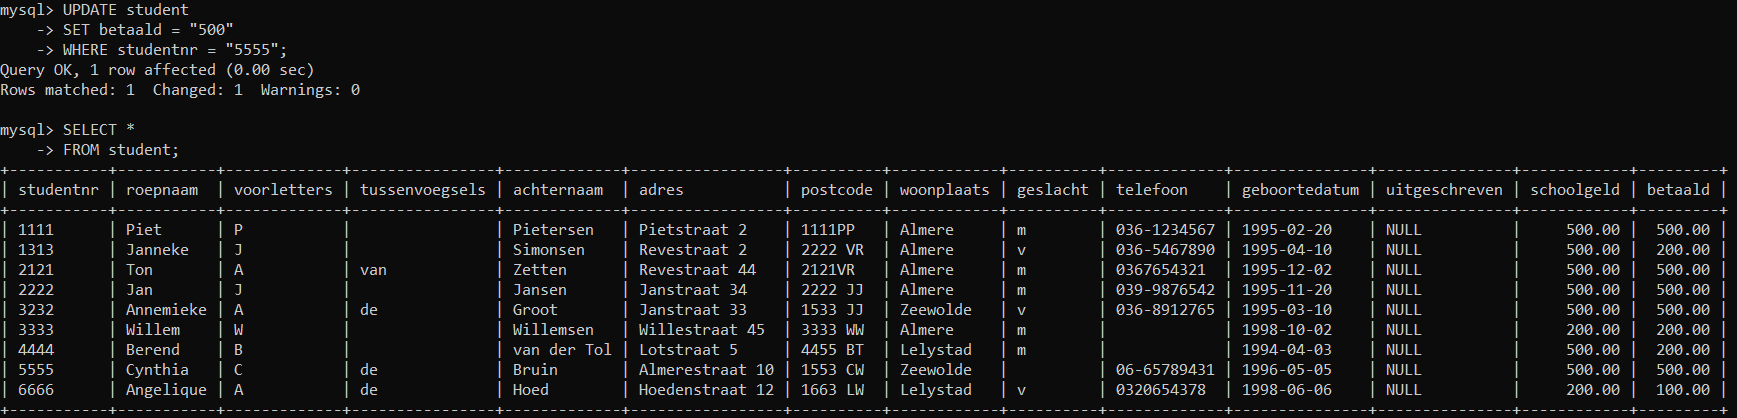 mysql> UPDATE student
    -> SET betaald = "500"
    -> WHERE studentnr = "5555";
Query OK, 1 row affected (0.00 sec)
Rows matched: 1  Changed: 1  Warnings: 0

mysql> SELECT *
    -> FROM student;
+-----------+-----------+-------------+----------------+-------------+-----------------+----------+------------+----------+-------------+---------------+---------------+------------+---------+
| studentnr | roepnaam  | voorletters | tussenvoegsels | achternaam  | adres           | postcode | woonplaats | geslacht | telefoon    | geboortedatum | uitgeschreven | schoolgeld | betaald |
+-----------+-----------+-------------+----------------+-------------+-----------------+----------+------------+----------+-------------+---------------+---------------+------------+---------+
| 1111      | Piet      | P           |                | Pietersen   | Pietstraat 2    | 1111PP   | Almere     | m        | 036-1234567 | 1995-02-20    | NULL          |     500.00 |  500.00 |
| 1313      | Janneke   | J           |                | Simonsen    | Revestraat 2    | 2222 VR  | Almere     | v        | 036-5467890 | 1995-04-10    | NULL          |     500.00 |  200.00 |
| 2121      | Ton       | A           | van            | Zetten      | Revestraat 44   | 2121VR   | Almere     | m        | 0367654321  | 1995-12-02    | NULL          |     500.00 |  500.00 |
| 2222      | Jan       | J           |                | Jansen      | Janstraat 34    | 2222 JJ  | Almere     | m        | 039-9876542 | 1995-11-20    | NULL          |     500.00 |  500.00 |
| 3232      | Annemieke | A           | de             | Groot       | Janstraat 33    | 1533 JJ  | Zeewolde   | v        | 036-8912765 | 1995-03-10    | NULL          |     500.00 |  500.00 |
| 3333      | Willem    | W           |                | Willemsen   | Willestraat 45  | 3333 WW  | Almere     | m        |             | 1998-10-02    | NULL          |     200.00 |  200.00 |
| 4444      | Berend    | B           |                | van der Tol | Lotstraat 5     | 4455 BT  | Lelystad   | m        |             | 1994-04-03    | NULL          |     500.00 |  200.00 |
| 5555      | Cynthia   | C           | de             | Bruin       | Almerestraat 10 | 1553 CW  | Zeewolde   |          | 06-65789431 | 1996-05-05    | NULL          |     500.00 |  500.00 |
| 6666      | Angelique | A           | de             | Hoed        | Hoedenstraat 12 | 1663 LW  | Lelystad   | v        | 0320654378  | 1998-06-06    | NULL          |     200.00 |  100.00 |
+-----------+-----------+-------------+----------------+-------------+-----------------+----------+------------+----------+-------------+---------------+---------------+------------+---------+